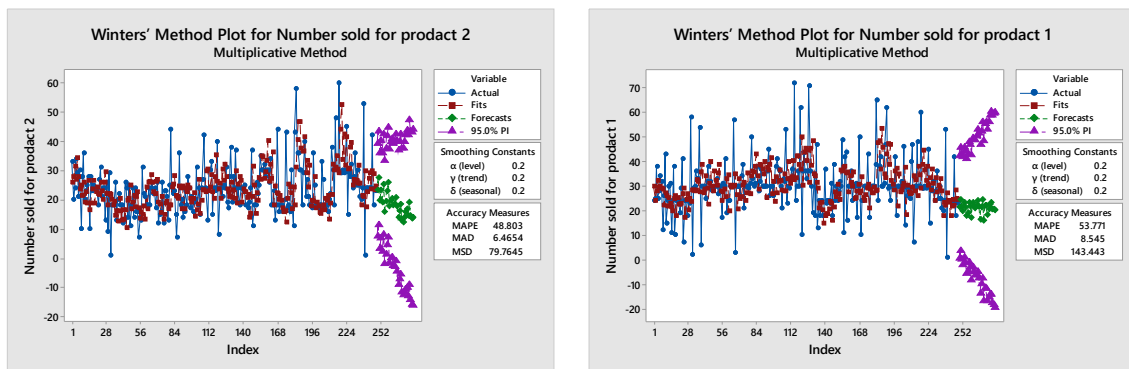 Winters' Method Plot for Number sold for prodact 2
Multiplicative Method
Number sold for prodact 2
60
50
40
30
20
10
0
-10
-20
1 28 56 84 112 140 168 196 224 252
Index
Variable
Actual
Fits
Forecasts
95.0% PI
Smoothing Constants
α (level) 0.2
γ (trend) 0.2
δ (seasonal) 0.2
Accuracy Measures
MAPE 48.803
MAD 6.4654
MSD 79.7645
Winters' Method Plot for Number sold for prodact 1
Multiplicative Method
Number sold for prodact 1
70
60
50
40
30
20
10
0
-10
-20
1 28 56 84 112 140 168 196 224 252
Index
Variable
Actual
Fits
Forecasts
95.0% PI
Smoothing Constants
α (level) 0.2
γ (trend) 0.2
δ (seasonal) 0.2
Accuracy Measures
MAPE 53.771
MAD 8.545
MSD 143.443